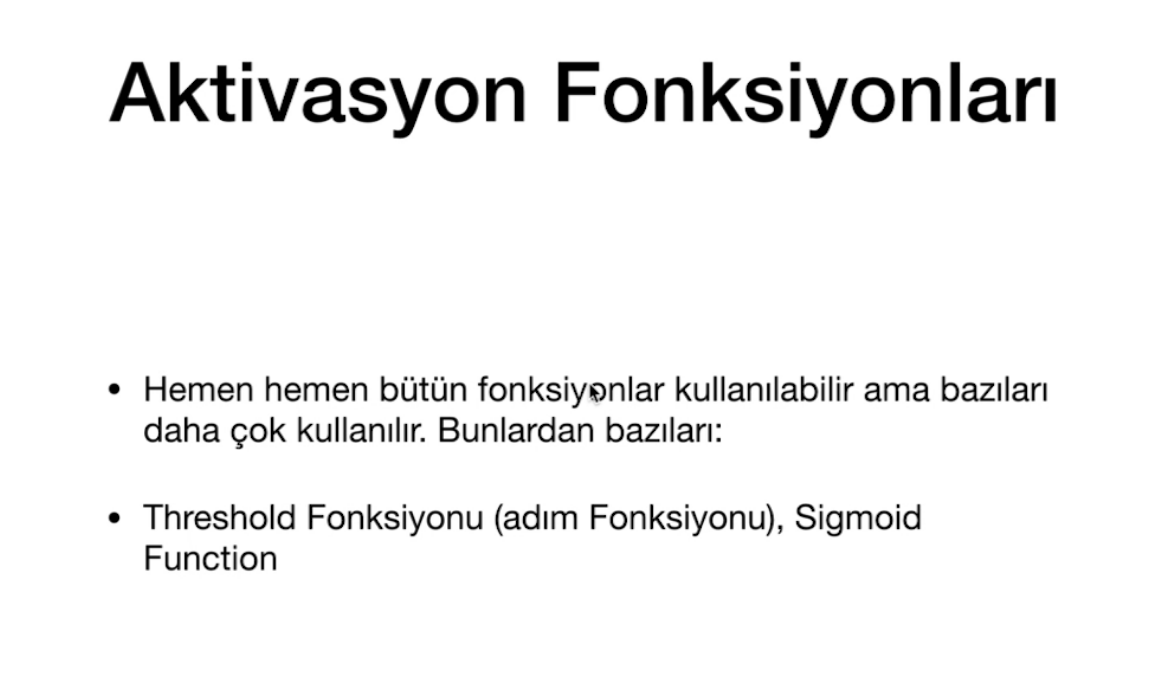 Aktivasyon Fonksiyonları
• Hemen hemen bütün fonksiyonlar kullanılabilir ama bazıları
daha çok kullanılır. Bunlardan bazıları:
• Threshold Fonksiyonu (adım Fonksiyonu), Sigmoid
Function